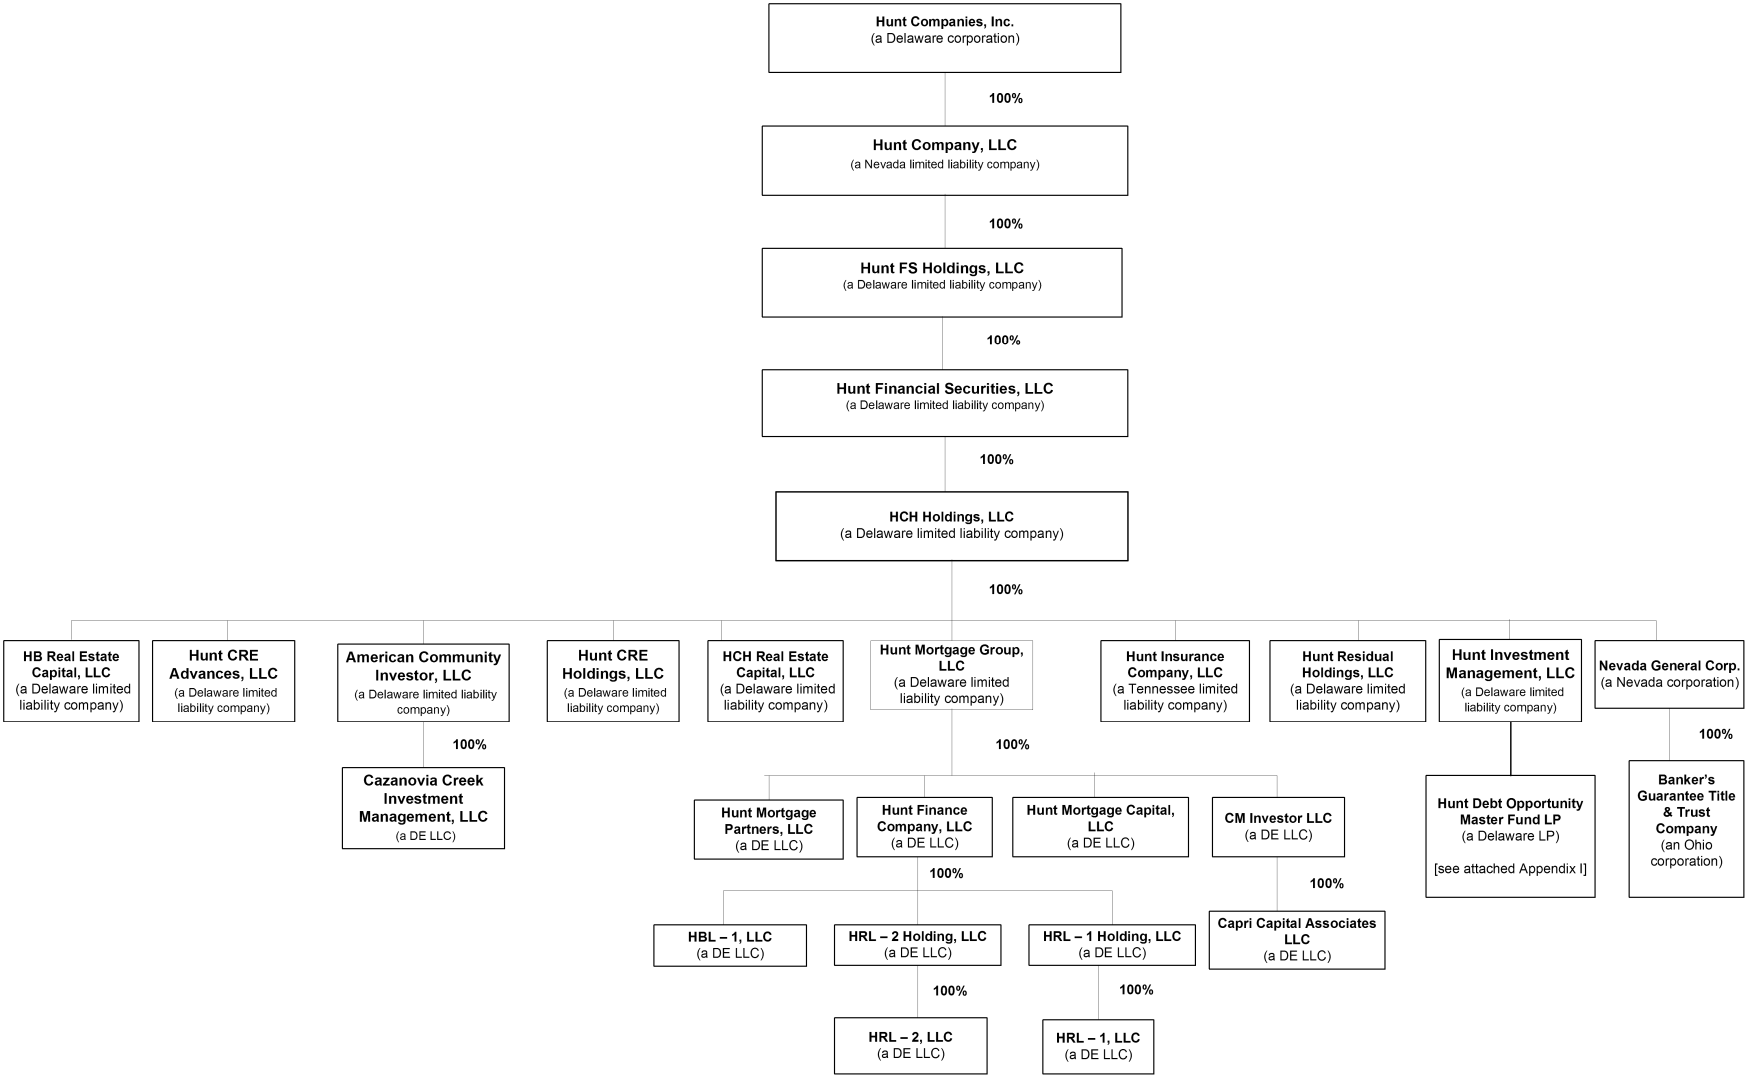 Hunt Companies, Inc.
(a Delaware corporation)
100%
Hunt Company, LLC
(a Nevada limited liability company)
100%
Hunt FS Holdings, LLC
(a Delaware limited liability company)
100%
Hunt Financial Securities, LLC
(a Delaware limited liability company)
100%
HCH Holdings, LLC
(a Delaware limited liability company)
100%
HB Real Estate
Capital, LLC
(a Delaware limited
liability company)
Hunt CRE
Advances, LLC
(a Delaware limited
liability company)
American Community
Investor, LLC
(a Delaware limited liability
company)
Hunt CRE
Holdings, LLC
(a Delaware limited
liability company)
HCH Real Estate
Capital, LLC
(a Delaware limited
liability company)
Hunt Mortgage Group,
LLC
(a Delaware limited
liability company)
Hunt Insurance
Company, LLC
(a Tennessee limited
liability company)
Hunt Residual
Holdings, LLC
(a Delaware limited
liability company)
Hunt Investment
Management, LLC
(a Delaware limited
liability company)
Nevada General Corp.
(a Nevada corporation)
100%
100%
100%
Cazanovia Creek
Investment
Management, LLC
(a DE LLC)
Hunt Mortgage
Partners, LLC
(a DE LLC)
Hunt Finance
Company, LLC
(a DE LLC)
Hunt Mortgage Capital,
LLC
(a DE LLC)
CM Investor LLC
(a DE LLC)
Hunt Debt Opportunity
Master Fund LP
(a Delaware LP)
[see attached Appendix I]
Banker’s
Guarantee Title
& Trust
Company
(an Ohio
corporation)
100%
100%
HBL – 1, LLC
(a DE LLC)
HRL – 2 Holding, LLC
(a DE LLC)
HRL – 1 Holding, LLC
(a DE LLC)
Capri Capital Associates
LLC
(a DE LLC)
100%
100%
HRL – 2, LLC
(a DE LLC)
HRL – 1, LLC
(a DE LLC)